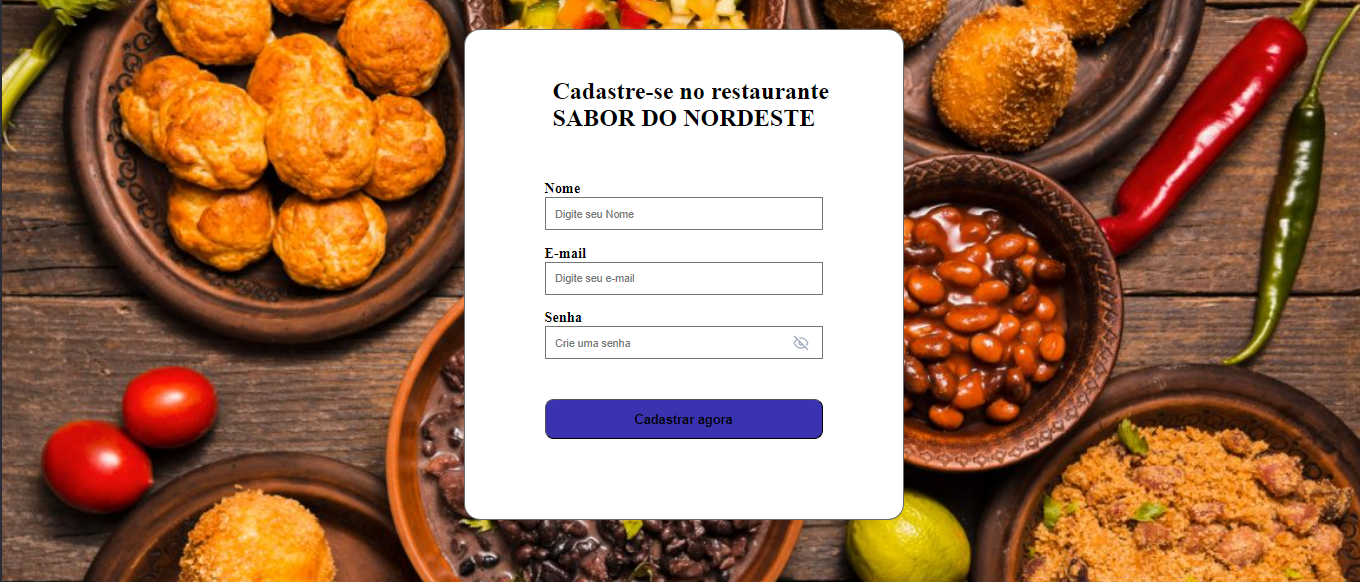 Cadastre-se no restaurante
SABOR DO NORDESTE
Nome
Digite seu Nome
E-mail
Digite seu e-mail
Senha
Crie uma senha
Cadastrar agora